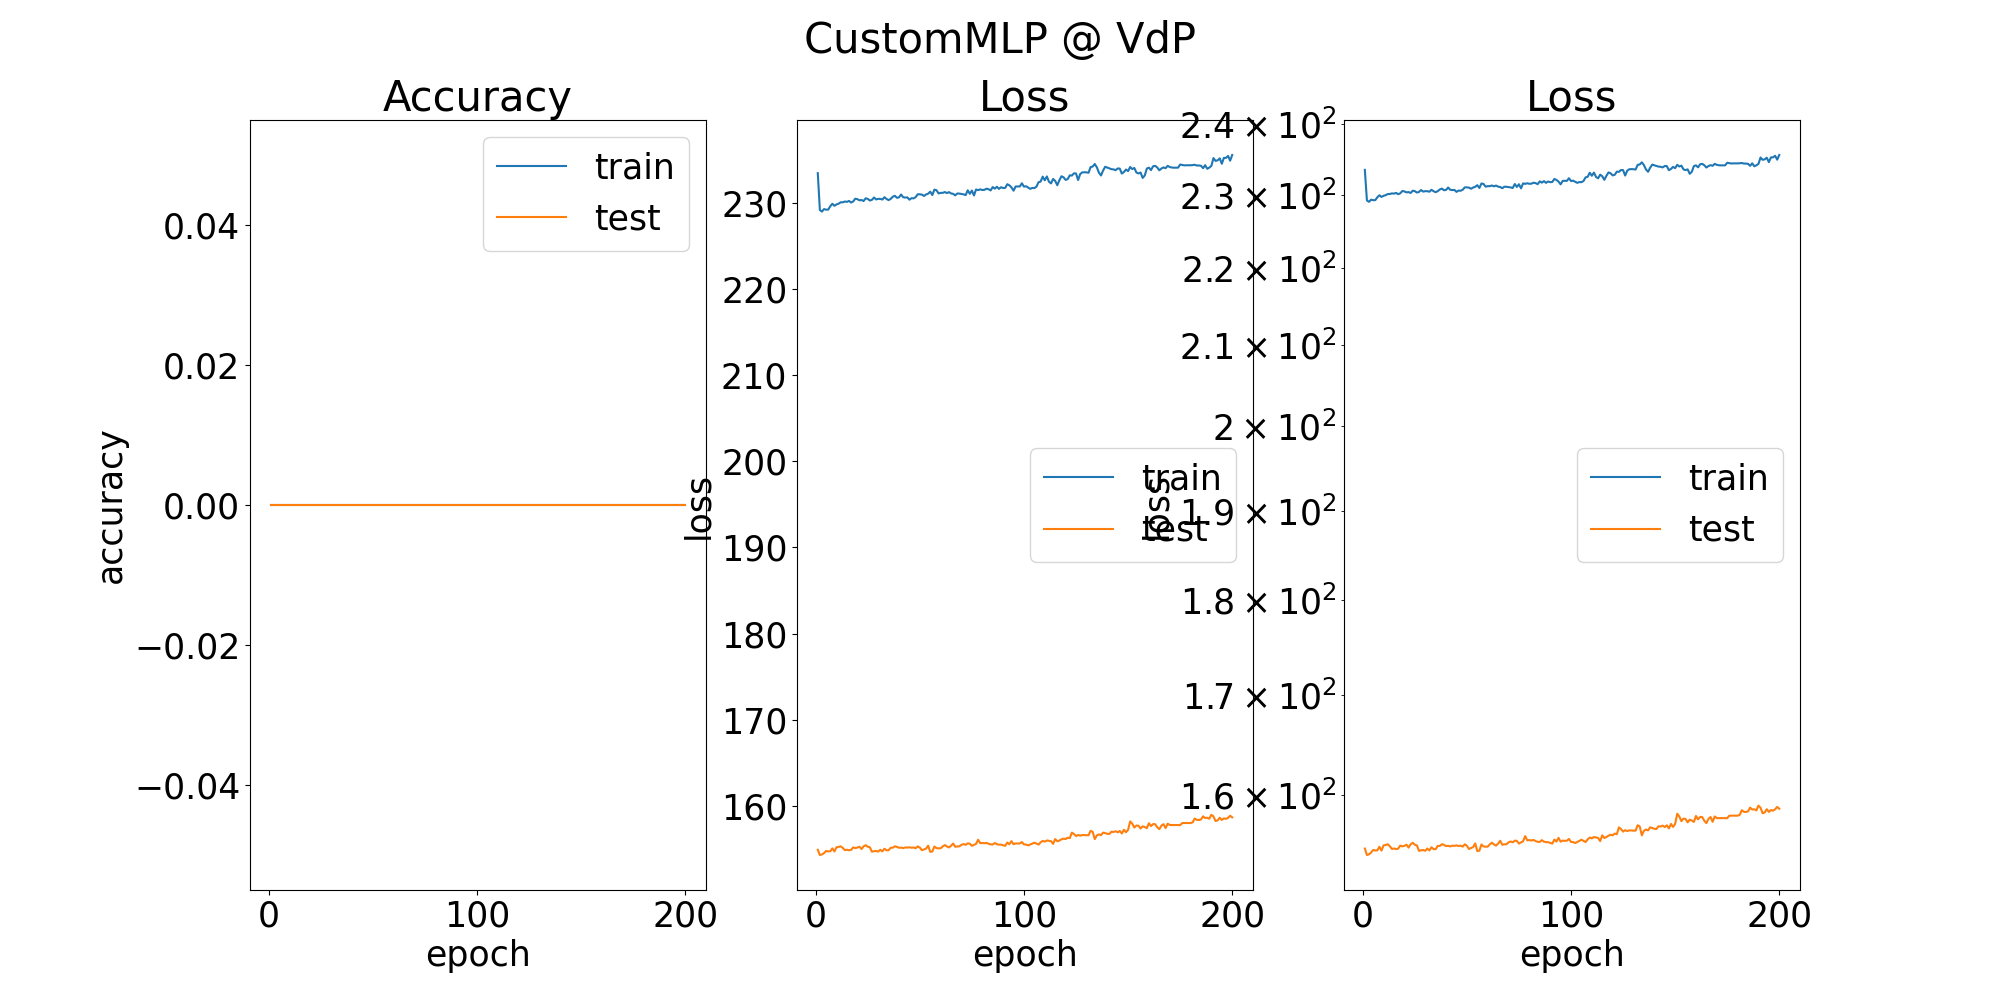 CustomMLP @ VdP
Accuracy
accuracy
0.04
0.02
0.00
−0.02
−0.04
0
100
200
epoch
train
test
Loss
loss
230
220
210
200
190
180
170
160
0
100
200
epoch
train
test
Loss
loss
2.4 × 10²
2.3 × 10²
2.2 × 10²
2.1 × 10²
2 × 10²
1.9 × 10²
1.8 × 10²
1.7 × 10²
1.6 × 10²
0
100
200
epoch
train
test